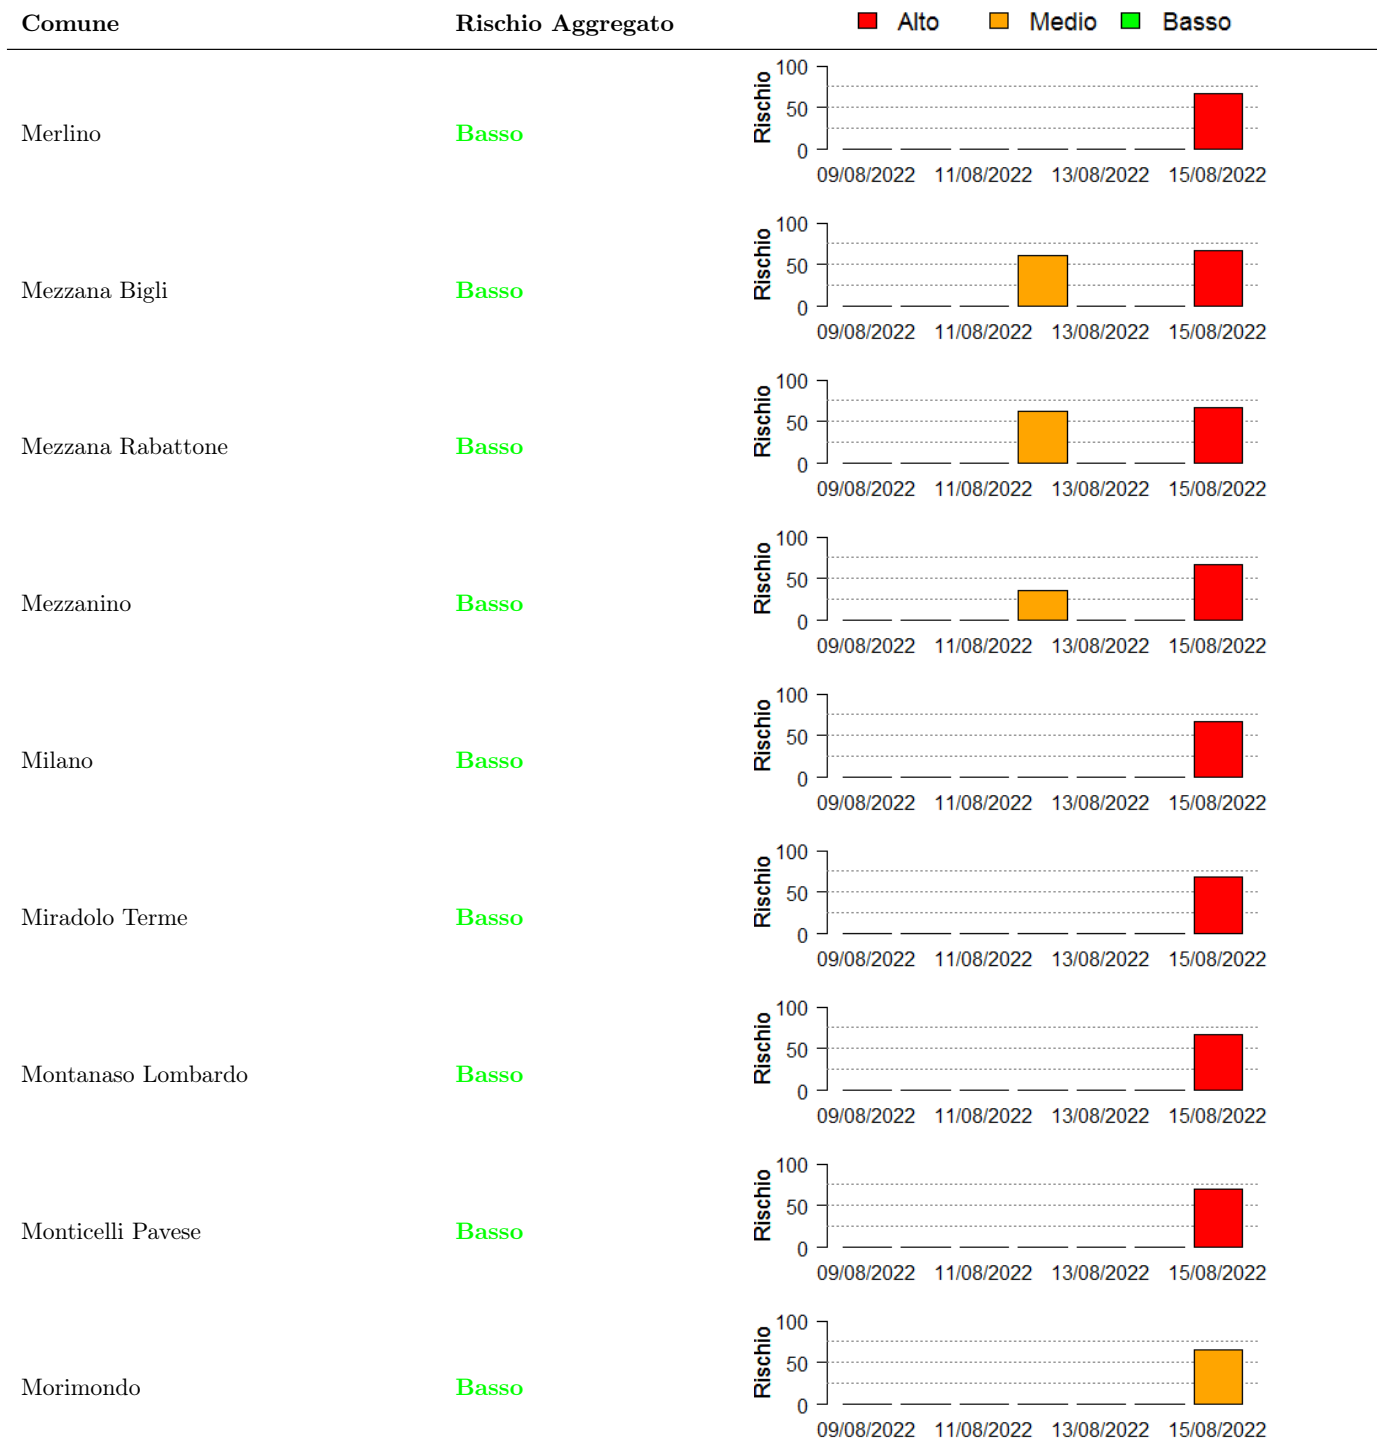 Comune Rischio Aggregato Alto Medio Basso
Merlino Basso
Rischio
100
50
0
09/08/2022 11/08/2022 13/08/2022 15/08/2022
Mezzana Bigli Basso
Rischio
100
50
0
09/08/2022 11/08/2022 13/08/2022 15/08/2022
Mezzana Rabattone Basso
Rischio
100
50
0
09/08/2022 11/08/2022 13/08/2022 15/08/2022
Mezzanino Basso
Rischio
100
50
0
09/08/2022 11/08/2022 13/08/2022 15/08/2022
Milano Basso
Rischio
100
50
0
09/08/2022 11/08/2022 13/08/2022 15/08/2022
Miradolo Terme Basso
Rischio
100
50
0
09/08/2022 11/08/2022 13/08/2022 15/08/2022
Montanaso Lombardo Basso
Rischio
100
50
0
09/08/2022 11/08/2022 13/08/2022 15/08/2022
Monticelli Pavese Basso
Rischio
100
50
0
09/08/2022 11/08/2022 13/08/2022 15/08/2022
Morimondo Basso
Rischio
100
50
0
09/08/2022 11/08/2022 13/08/2022 15/08/2022